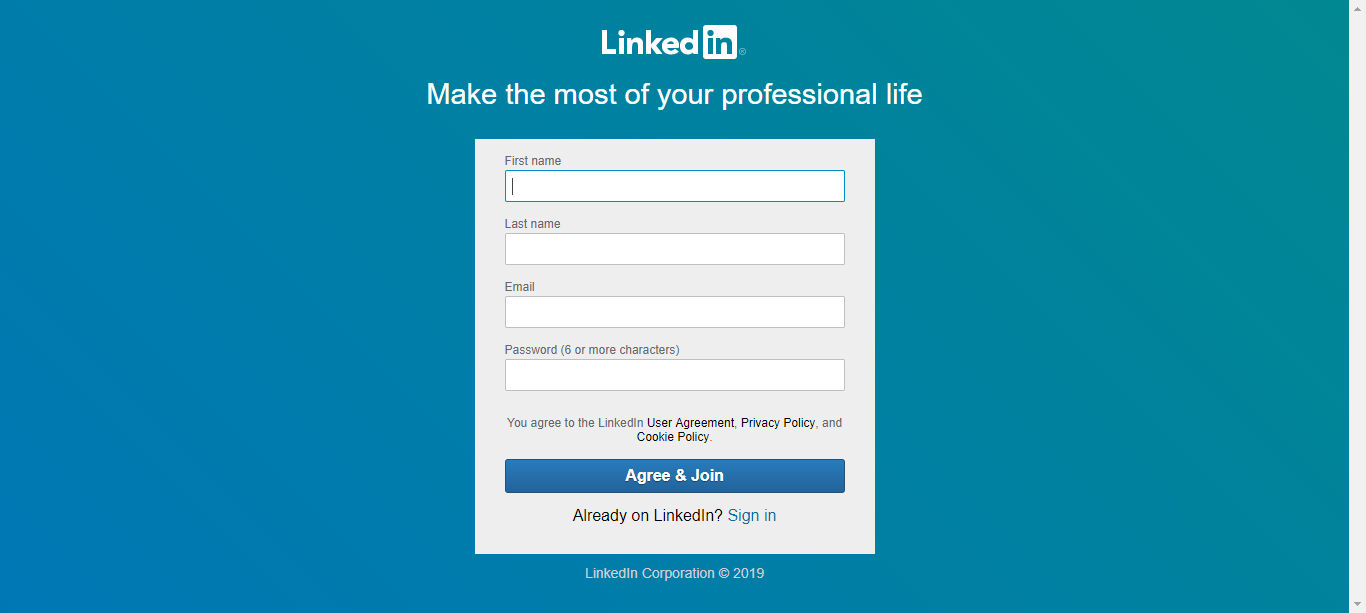 Linked in ®
Make the most of your professional life
First name
Last name
Email
Password (6 or more characters)
You agree to the LinkedIn User Agreement, Privacy Policy, and
Cookie Policy.
Agree & Join
Already on LinkedIn? Sign in
LinkedIn Corporation © 2019